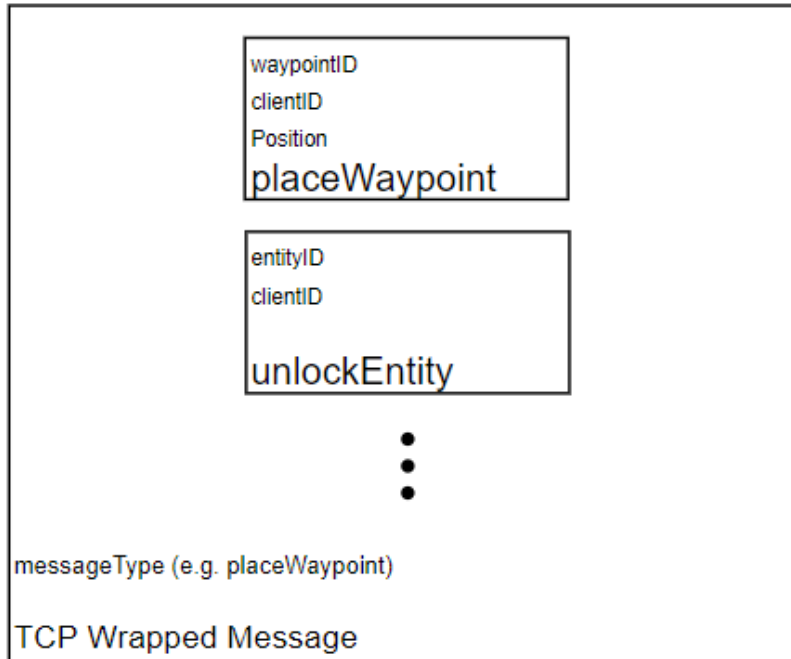 waypointID
clientID
Position
placeWaypoint
entityID
clientID
unlockEntity
messageType (e.g. placeWaypoint)
TCP Wrapped Message